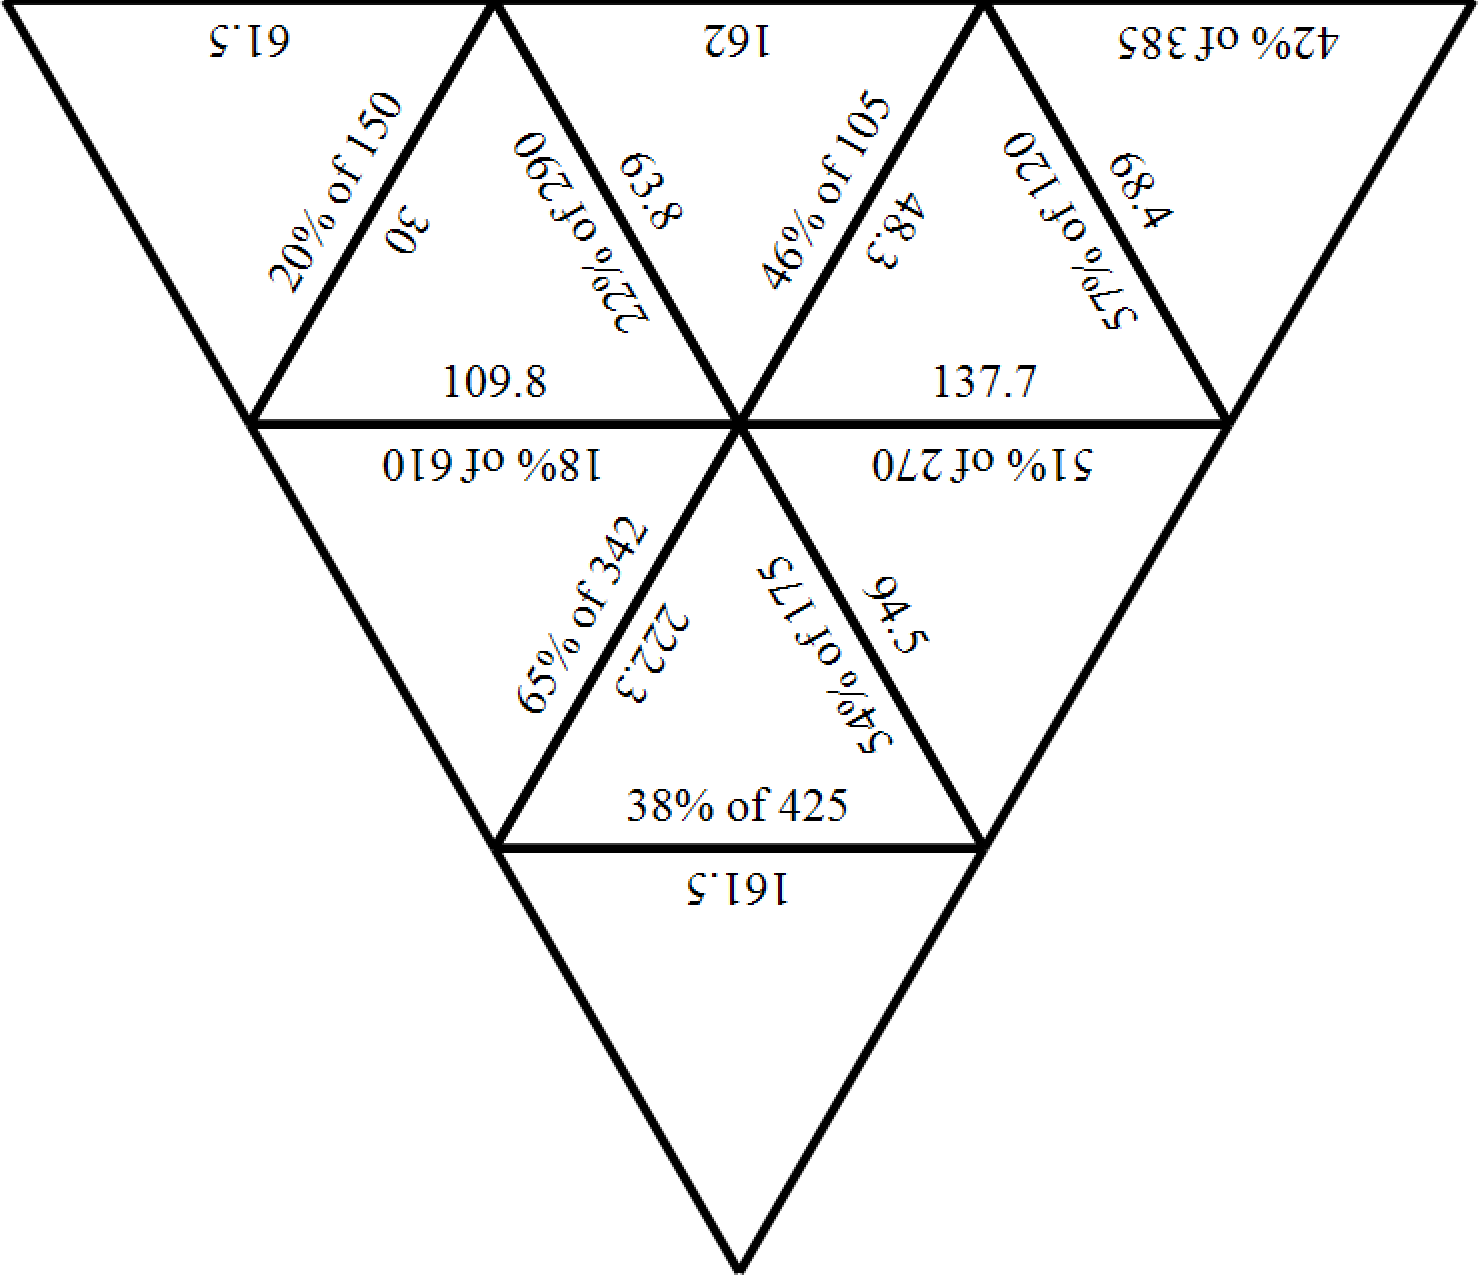 61.5
162
42% of 385
20% of 150
30
22% of 290
63.8
46% of 105
48.3
57% of 120
68.4
109.8
137.7
18% of 610
51% of 270
65% of 342
222.3
54% of 175
94.5
38% of 425
161.5